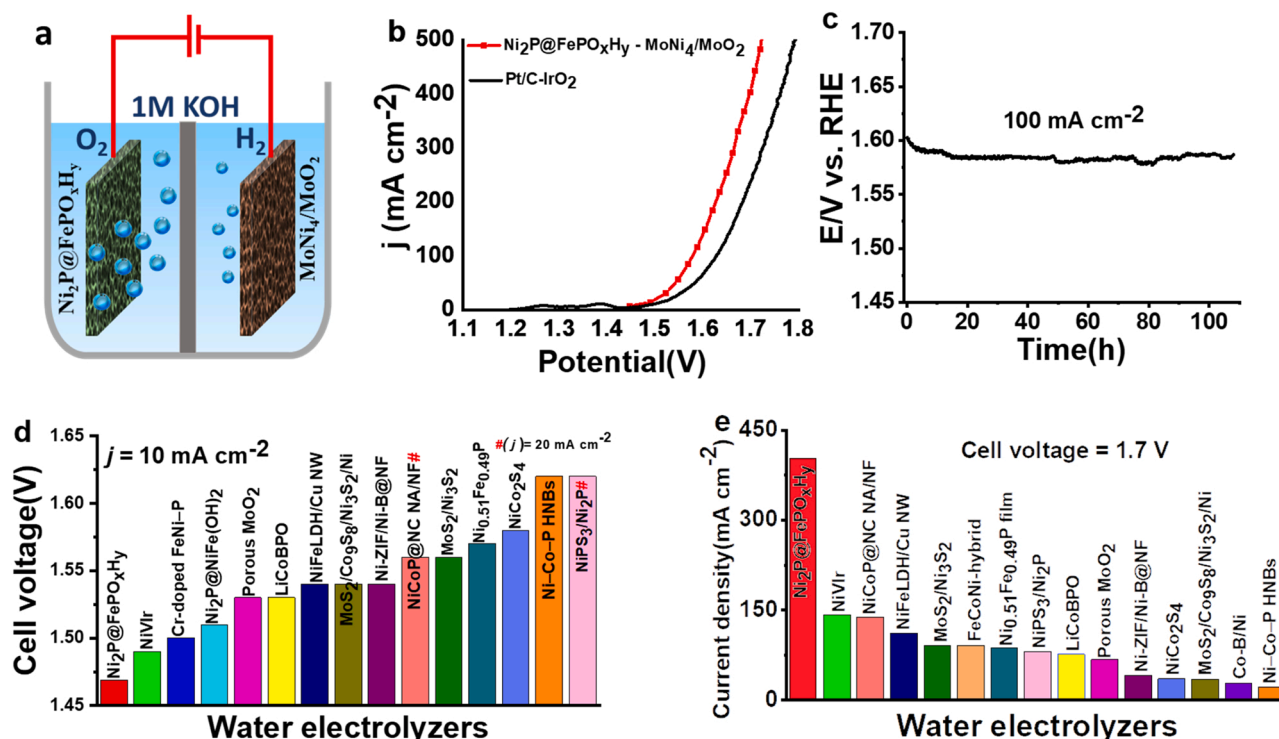 a
1M KOH
O₂
H₂
Ni₂P@FePOₓHᵧ
MoNi₄/MoO₂
b
500
400
300
200
100
0
j (mA cm⁻²)
Ni₂P@FePOₓHᵧ - MoNi₄/MoO₂
Pt/C-IrO₂
1.1 1.2 1.3 1.4 1.5 1.6 1.7 1.8
Potential(V)
c
1.70
1.65
1.60
1.55
1.50
1.45
E/V vs. RHE
100 mA cm⁻²
0 20 40 60 80 100
Time(h)
d
1.65
1.60
1.55
1.50
1.45
Cell voltage(V)
j = 10 mA cm⁻²
#(j)= 20 mA cm⁻²
Ni₂P@FePOₓHᵧ
NiVIr
Cr-doped FeNi–P
Ni₂P@NiFe(OH)₂
Porous MoO₂
LiCoBPO
NiFeLDH/Cu NW
MoS₂/Co₉S₈/Ni₃S₂/Ni
Ni-ZIF/Ni-B@NF
NiCoP@NC NA/NF#
MoS₂/Ni₃S₂
Ni₀.₅₁Fe₀.₄₉P
NiCo₂S₄
Ni–Co–P HNBs
NiPS₃/Ni₂P#
Water electrolyzers
e
450
300
150
0
Current density(mA cm⁻²)
Cell voltage = 1.7 V
Ni₂P@FePOₓHy
NiVIr
NiCoP@NC NA/NF
NiFeLDH/Cu NW
MoS₂/Ni₃S₂
FeCoNi-hybrid
Ni₀.₅₁Fe₀.₄₉P film
NiPS₃/Ni₂P
LiCoBPO
Porous MoO₂
Ni-ZIF/Ni-B@NF
NiCo₂S₄
MoS₂/Co₉S₈/Ni₃S₂/Ni
Co-B/Ni
Ni–Co–P HNBs
Water electrolyzers